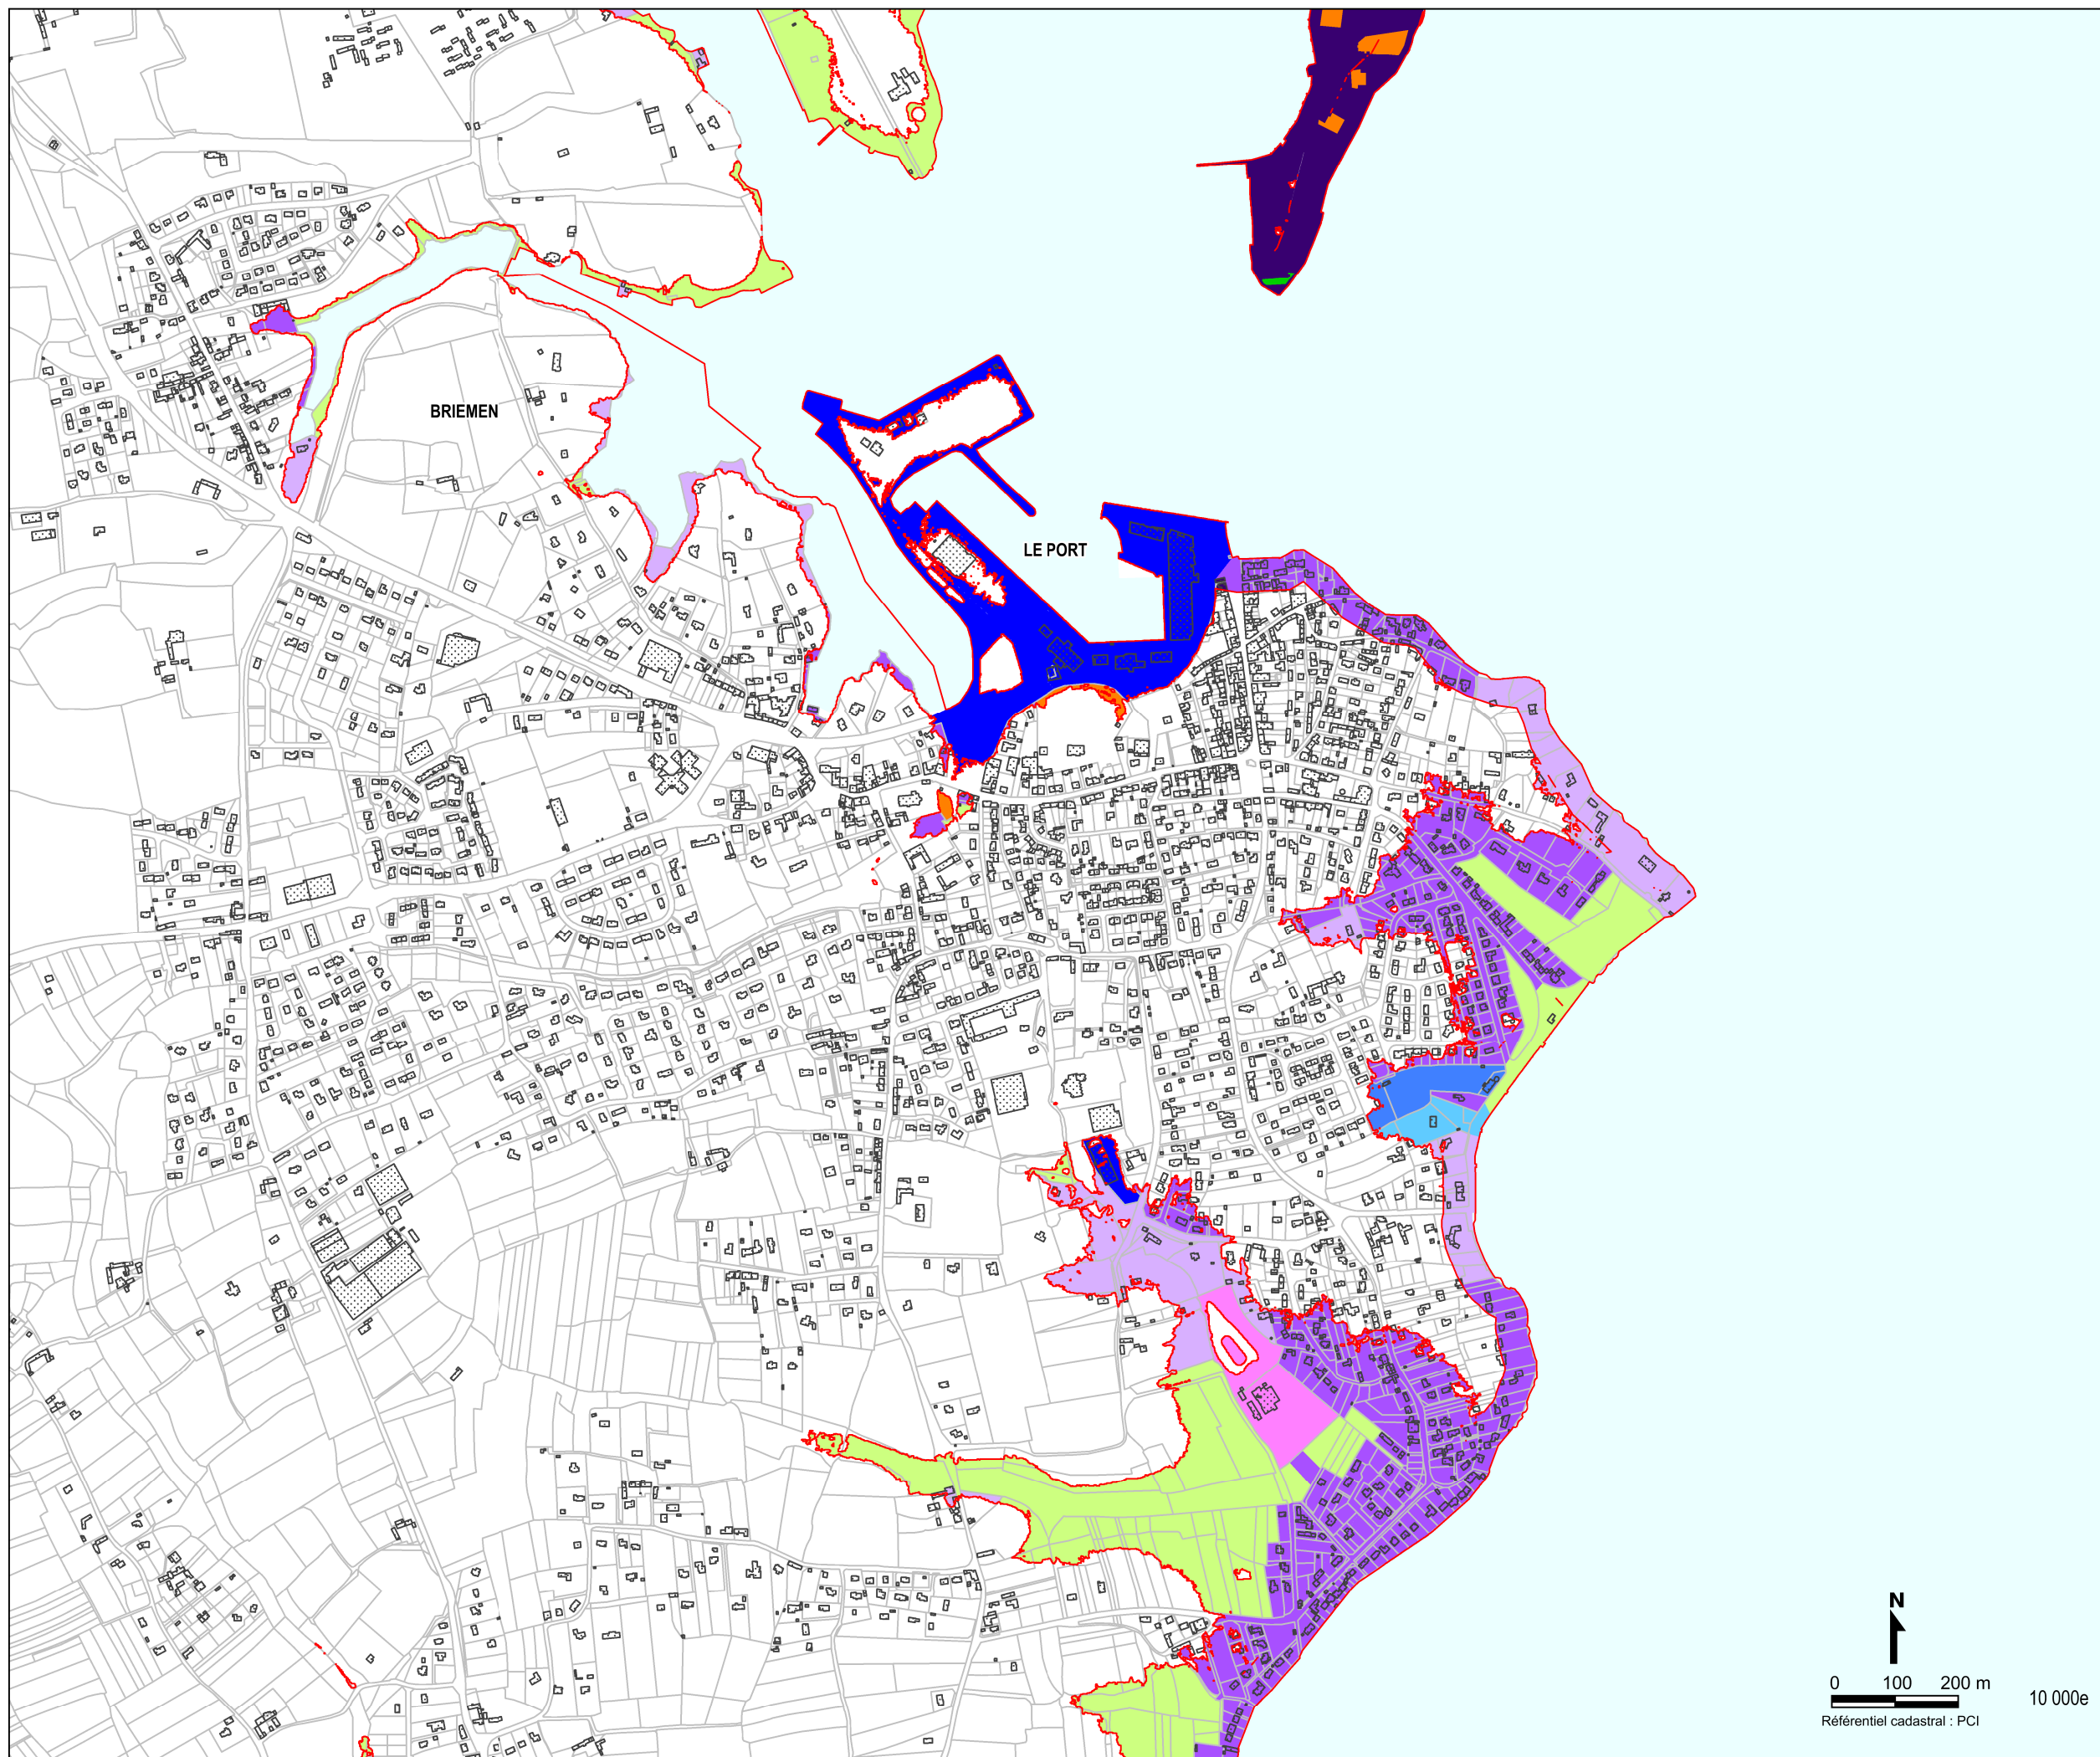 BRIEMEN
LE PORT
N
0 100 200 m
10 000e
Référentiel cadastral : PCI